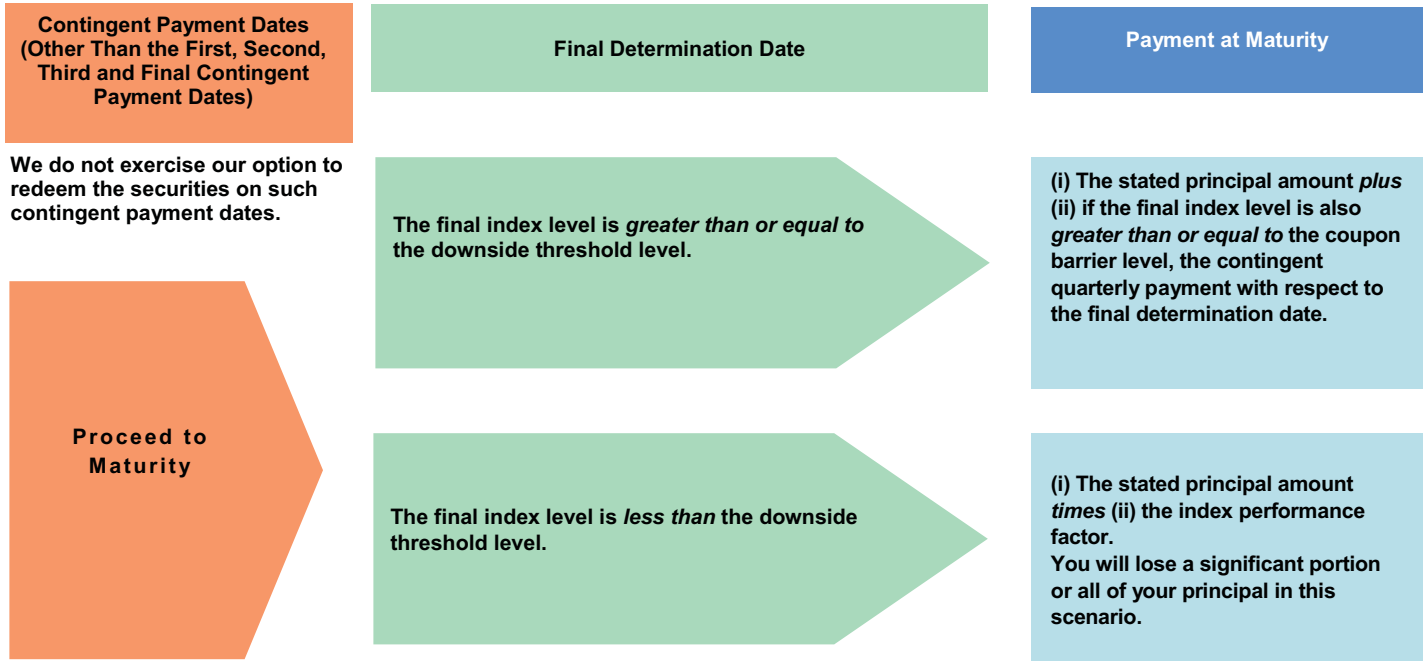 Contingent Payment Dates
(Other Than the First, Second,
Third and Final Contingent
Payment Dates)
Final Determination Date
Payment at Maturity
We do not exercise our option to
redeem the securities on such
contingent payment dates.
The final index level is greater than or equal to
the downside threshold level.
(i) The stated principal amount plus
(ii) if the final index level is also
greater than or equal to the coupon
barrier level, the contingent
quarterly payment with respect to
the final determination date.
Proceed to
Maturity
The final index level is less than the downside
threshold level.
(i) The stated principal amount
times (ii) the index performance
factor.
You will lose a significant portion
or all of your principal in this
scenario.